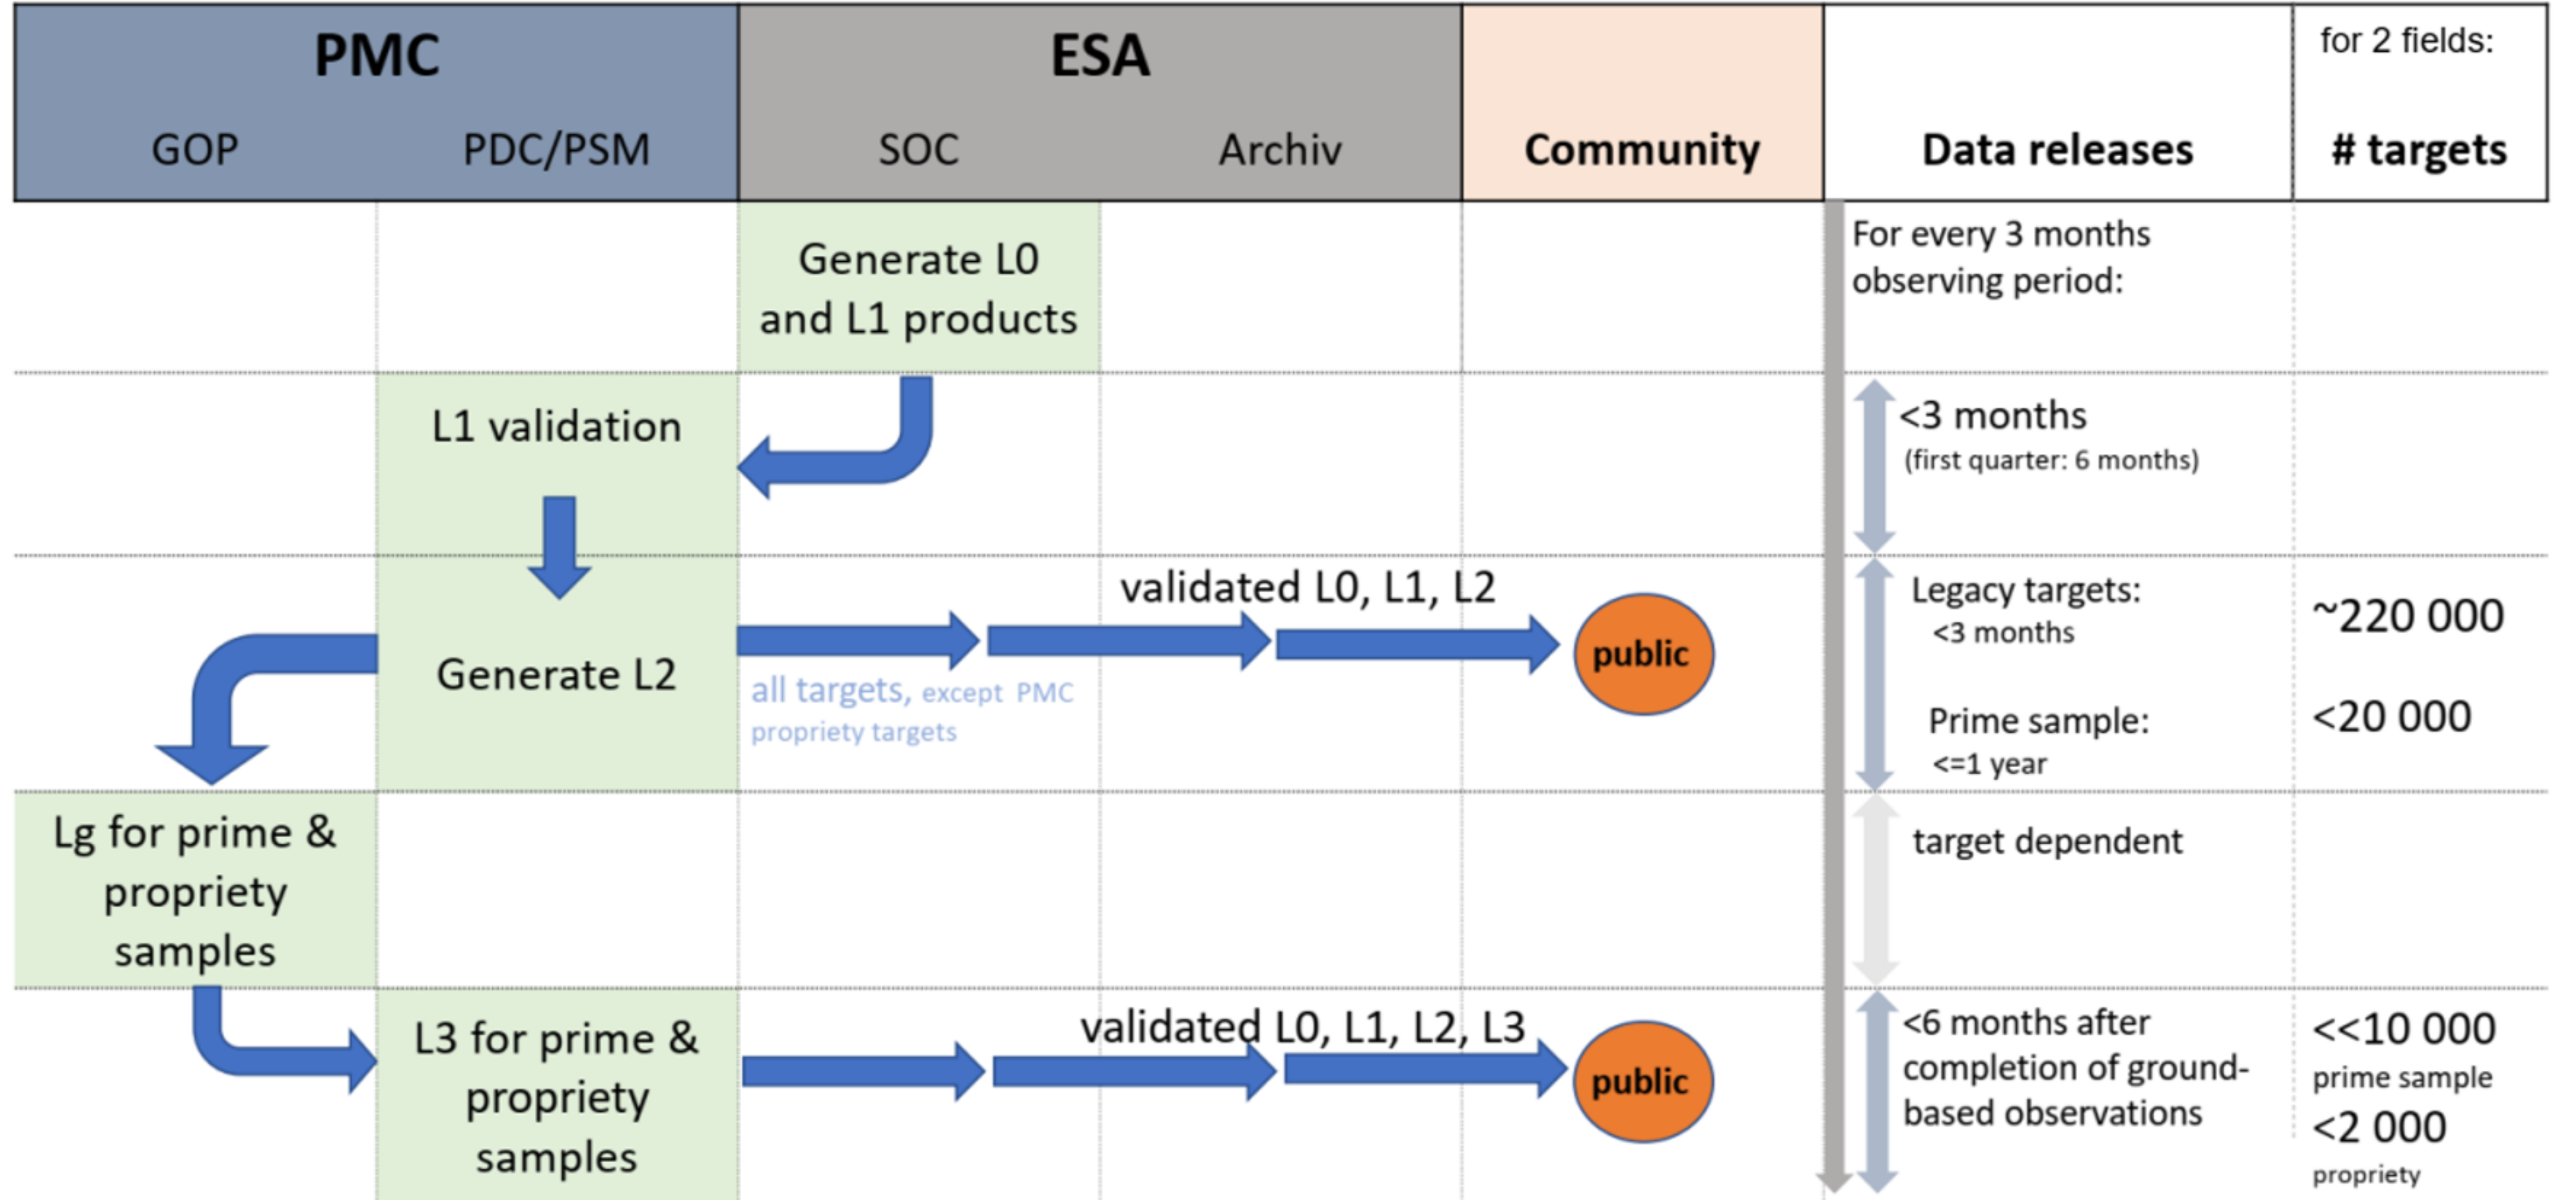 PMC
ESA
for 2 fields:
GOP
PDC/PSM
SOC
Archiv
Community
Data releases
# targets
Generate L0
and L1 products
For every 3 months
observing period:
L1 validation
<3 months
(first quarter: 6 months)
Generate L2
validated L0, L1, L2
all targets, except PMC
propriety targets
public
Legacy targets:
<3 months
~220 000
Prime sample:
<=1 year
<20 000
Lg for prime &
propriety
samples
target dependent
L3 for prime &
propriety
samples
validated L0, L1, L2, L3
public
<6 months after
completion of ground-
based observations
<<10 000
prime sample
<2 000
propriety